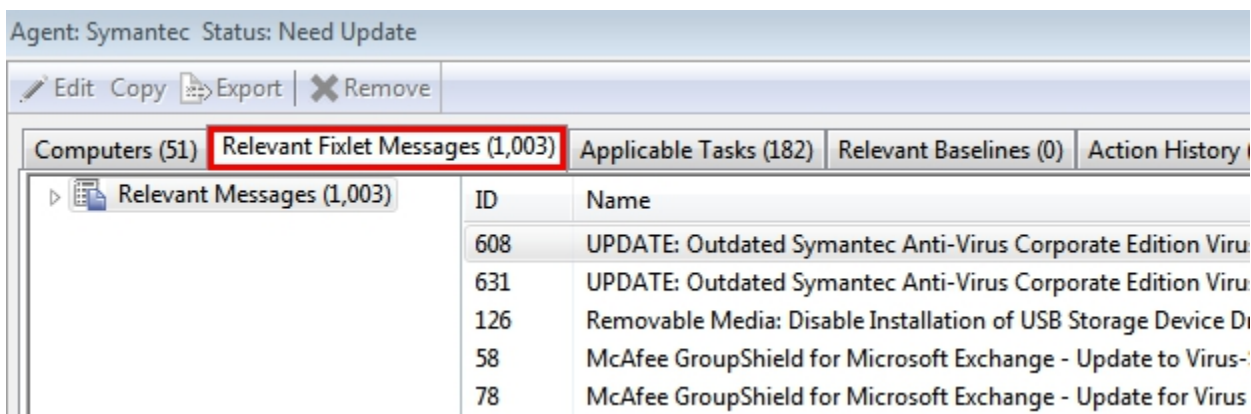 Agent: Symantec Status: Need Update
Edit Copy Export Remove
Computers (51) Relevant Fixlet Messages (1,003) Applicable Tasks (182) Relevant Baselines (0) Action History (
Relevant Messages (1,003) ID Name
608 UPDATE: Outdated Symantec Anti-Virus Corporate Edition Viru
631 UPDATE: Outdated Symantec Anti-Virus Corporate Edition Viru
126 Removable Media: Disable Installation of USB Storage Device
58 McAfee GroupShield for Microsoft Exchange - Update to Virus-
78 McAfee GroupShield for Microsoft Exchange - Update for Virus